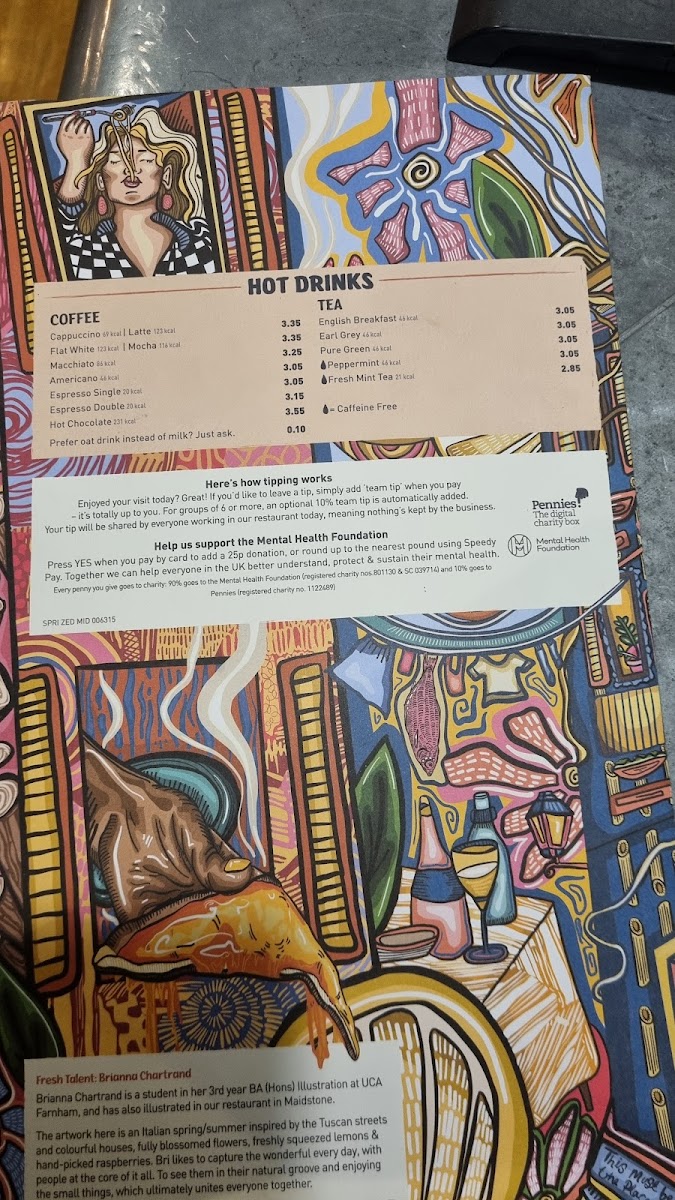 HOT DRINKS
COFFEE
Cappuccino 69 kcal | Latte 123 kcal 3.35
Flat White 123 kcal | Mocha 116 kcal 3.35
Macchiato 86 kcal 3.25
Americano 46 kcal 3.05
Espresso Single 20 kcal 3.05
Espresso Double 20 kcal 3.15
Hot Chocolate 231 kcal 3.55
Prefer oat drink instead of milk? Just ask. 0.10
TEA
English Breakfast 46 kcal 3.05
Earl Grey 46 kcal 3.05
Pure Green 46 kcal 3.05
Peppermint 46 kcal 3.05
Fresh Mint Tea 21 kcal 2.85
= Caffeine Free
Here's how tipping works
Enjoyed your visit today? Great! If you'd like to leave a tip, simply add 'team tip' when you pay
– it's totally up to you. For groups of 6 or more, an optional 10% team tip is automatically added.
Your tip will be shared by everyone working in our restaurant today, meaning nothing's kept by the business.
Help us support the Mental Health Foundation
Press YES when you pay by card to add a 25p donation, or round up to the nearest pound using Speedy
Pay. Together we can help everyone in the UK better understand, protect & sustain their mental health.
Every penny you give goes to charity: 90% goes to the Mental Health Foundation (registered charity nos.801130 & SC 039714) and 10% goes to
Pennies (registered charity no. 1122489)
Pennies!
The digital
charity box
Mental Health
Foundation
SPRI ZED MID 006315
Fresh Talent: Brianna Chartrand
Brianna Chartrand is a student in her 3rd year BA (Hons) Illustration at UCA
Farnham, and has also illustrated in our restaurant in Maidstone.
The artwork here is an Italian spring/summer inspired by the Tuscan streets
and colourful houses, fully blossomed flowers, freshly squeezed lemons &
hand-picked raspberries. Bri likes to capture the wonderful every day, with
people at the core of it all. To see them in their natural groove and enjoying
the small things, which ultimately unites everyone together.
This must
the